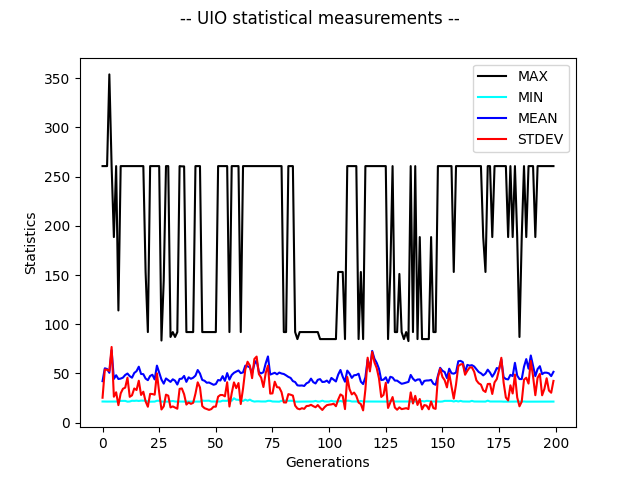 -- UIO statistical measurements --
MAX
MIN
MEAN
STDEV
Statistics
350
300
250
200
150
100
50
0
0 25 50 75 100 125 150 175 200
Generations